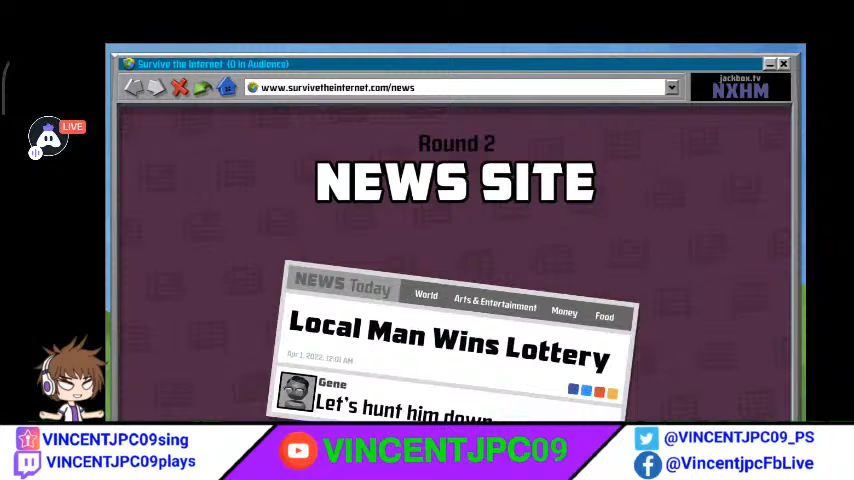 Survive the Internet (0 in Audience)
www.survivetheinternet.com/news
jackbox.tv
NXHM
LIVE
Round 2
NEWS SITE
NEWS Today World Arts & Entertainment Money Food
Local Man Wins Lottery
Apr 1, 2022, 12:01 AM
Gene
Let's hunt him down
VINCENTJPC09sing
VINCENTJPC09plays
VINCENTJPC09
@VINCENTJPC09_PS
@VincentjpcFbLive